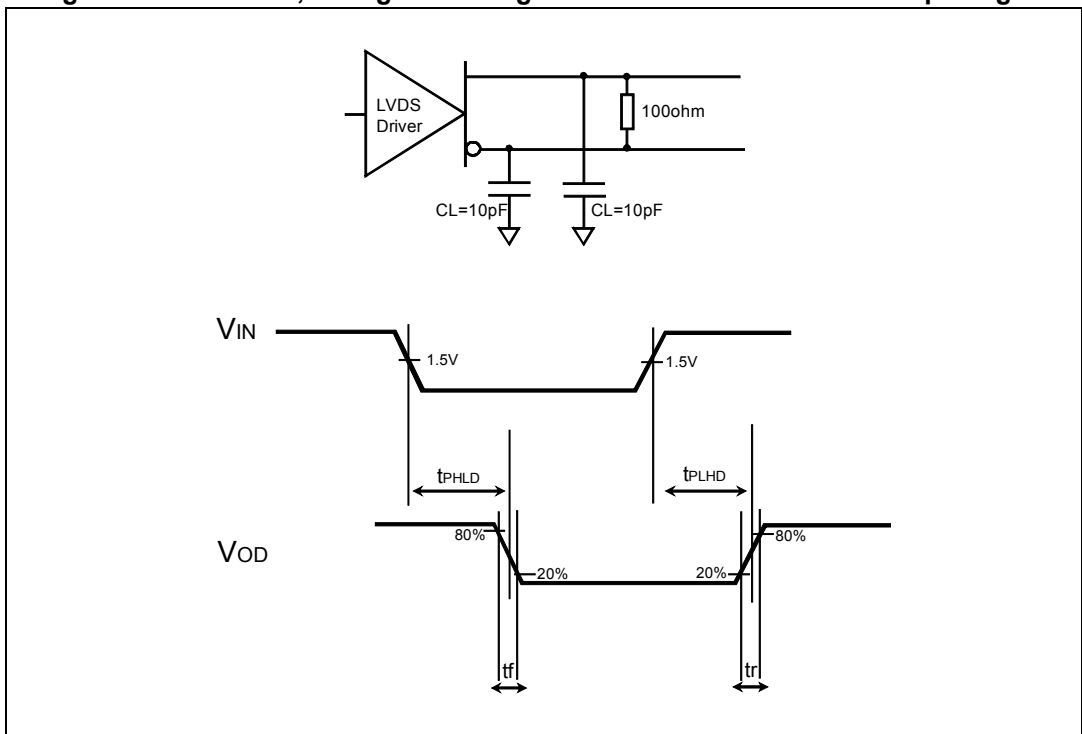 LVDS
Driver
100ohm
CL=10pF
CL=10pF
VIN
1.5V
1.5V
tPHLD
tPLHD
VOD
80%
20%
20%
80%
tf
tr